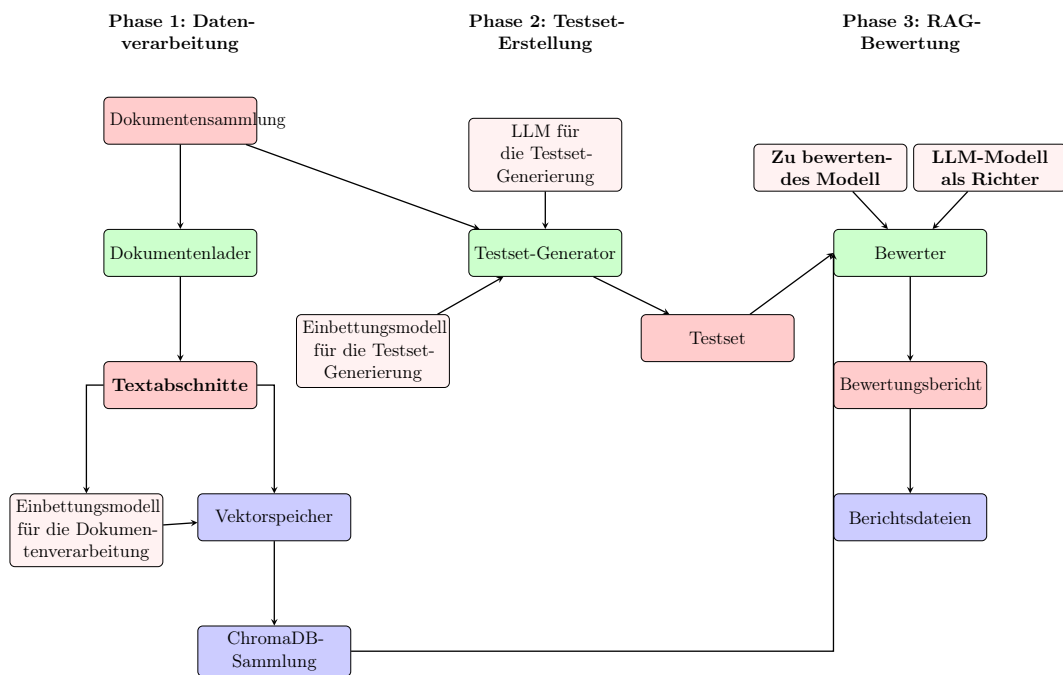 Phase 1: Daten-
verarbeitung
Phase 2: Testset-
Erstellung
Phase 3: RAG-
Bewertung
Dokumentensammlung
LLM für
die Testset-
Generierung
Zu bewerten-
des Modell
LLM-Modell
als Richter
Dokumentenlader
Testset-Generator
Bewerter
Einbettungsmodell
für die Testset-
Generierung
Testset
Textabschnitte
Bewertungsbericht
Einbettungsmodell
für die Dokumen-
tenverarbeitung
Vektorspeicher
Berichtsdateien
ChromaDB-
Sammlung